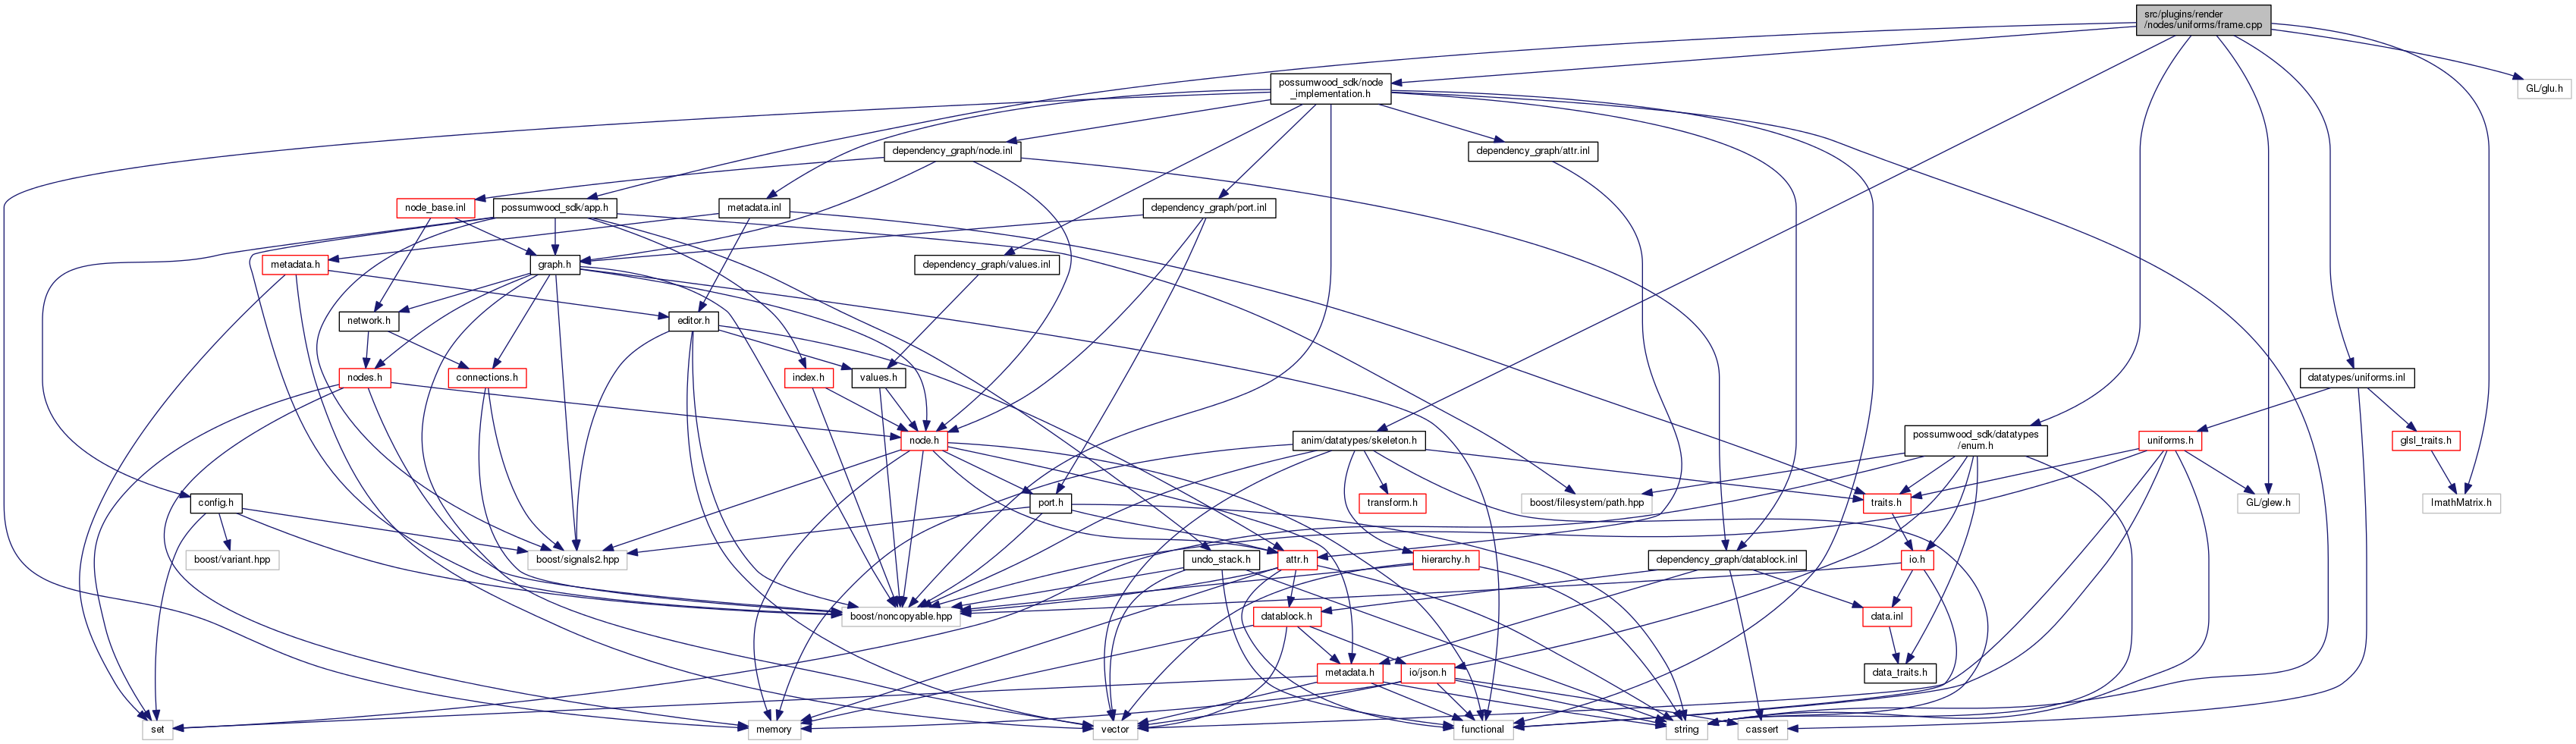 src/plugins/render
/nodes/uniforms/frame.cpp
possumwood_sdk/node
_implementation.h
GL/glu.h
dependency_graph/node.inl
dependency_graph/attr.inl
node_base.inl
possumwood_sdk/app.h
metadata.inl
dependency_graph/port.inl
metadata.h
graph.h
dependency_graph/values.inl
network.h
editor.h
nodes.h
connections.h
index.h
values.h
datatypes/uniforms.inl
node.h
anim/datatypes/skeleton.h
possumwood_sdk/datatypes
/enum.h
uniforms.h
glsl_traits.h
config.h
port.h
transform.h
boost/filesystem/path.hpp
traits.h
GL/glew.h
ImathMatrix.h
boost/variant.hpp
boost/signals2.hpp
undo_stack.h
attr.h
hierarchy.h
dependency_graph/datablock.inl
io.h
boost/noncopyable.hpp
datablock.h
data.inl
metadata.h
io/json.h
data_traits.h
set
memory
vector
functional
string
cassert